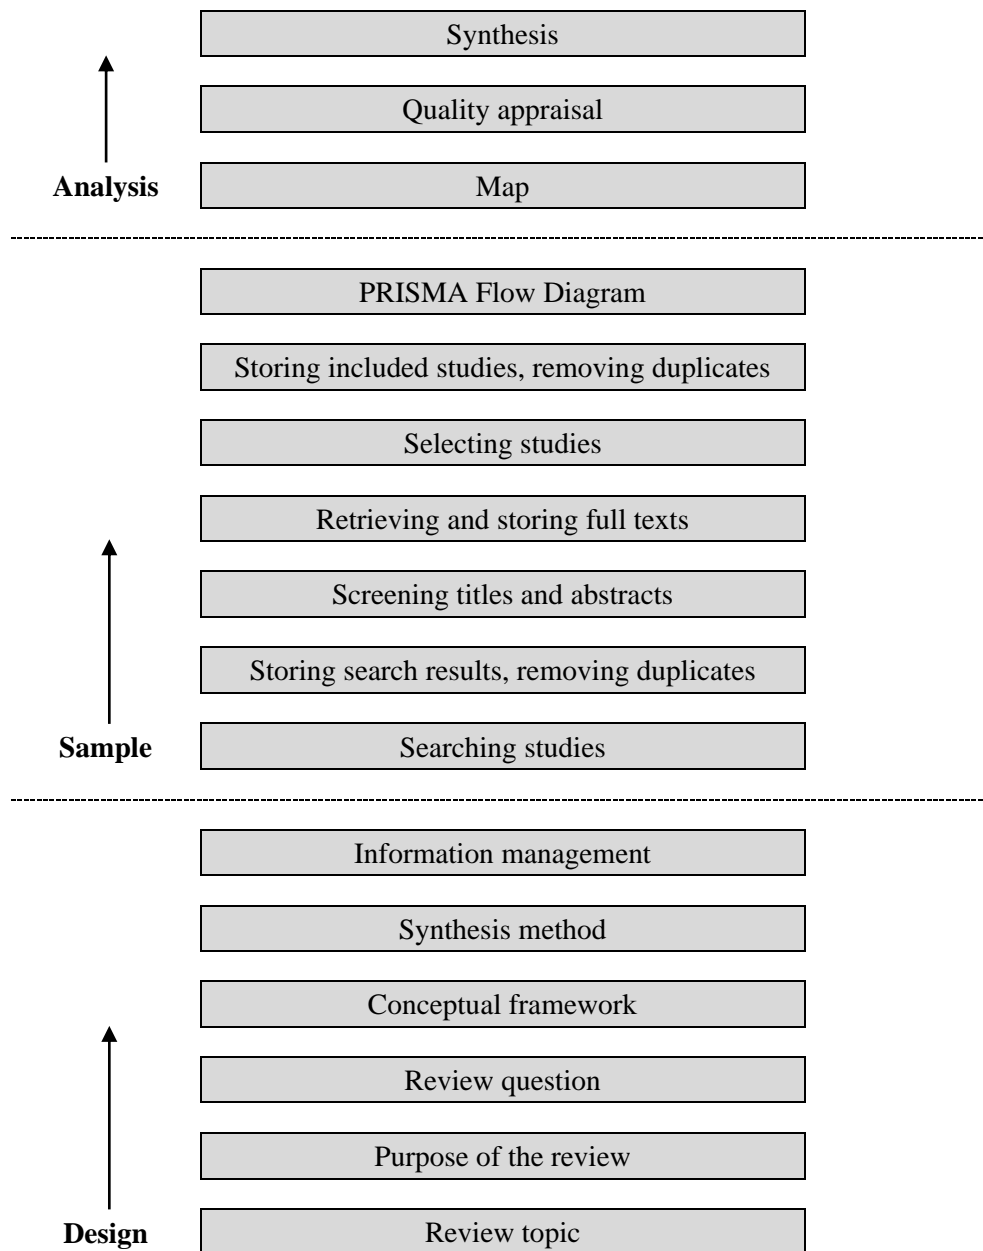 Synthesis
Quality appraisal
Analysis
Map
PRISMA Flow Diagram
Storing included studies, removing duplicates
Selecting studies
Retrieving and storing full texts
Screening titles and abstracts
Storing search results, removing duplicates
Sample
Searching studies
Information management
Synthesis method
Conceptual framework
Review question
Purpose of the review
Design
Review topic